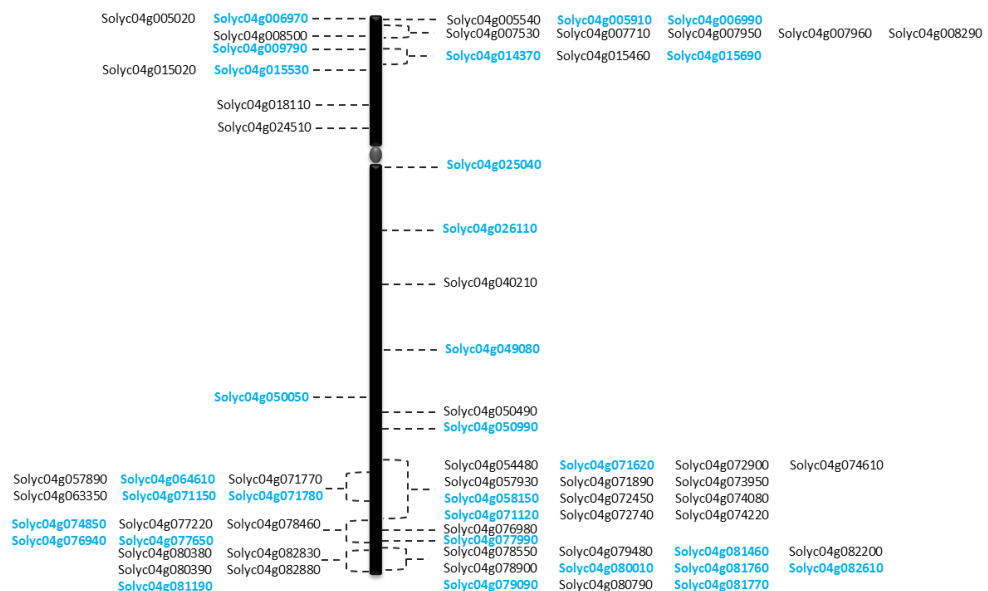 Solyc04g005020 Solyc04g006970
Solyc04g008500
Solyc04g009790
Solyc04g015020 Solyc04g015530
Solyc04g018110
Solyc04g024510
Solyc04g050050
Solyc04g057890 Solyc04g064610 Solyc04g071770
Solyc04g063350 Solyc04g071150 Solyc04g071780
Solyc04g074850 Solyc04g077220 Solyc04g078460
Solyc04g076940 Solyc04g077650
Solyc04g080380 Solyc04g082830
Solyc04g080390 Solyc04g082880
Solyc04g081190
Solyc04g005540 Solyc04g005910 Solyc04g006990
Solyc04g007530 Solyc04g007710 Solyc04g007950 Solyc04g007960 Solyc04g008290
Solyc04g014370 Solyc04g015460 Solyc04g015690
Solyc04g025040
Solyc04g026110
Solyc04g040210
Solyc04g049080
Solyc04g050490
Solyc04g050990
Solyc04g054480 Solyc04g071620 Solyc04g072900 Solyc04g074610
Solyc04g057930 Solyc04g071890 Solyc04g073950
Solyc04g058150 Solyc04g072450 Solyc04g074080
Solyc04g071120 Solyc04g072740 Solyc04g074220
Solyc04g076980
Solyc04g077990
Solyc04g078550 Solyc04g079480 Solyc04g081460 Solyc04g082200
Solyc04g078900 Solyc04g080010 Solyc04g081760 Solyc04g082610
Solyc04g079090 Solyc04g080790 Solyc04g081770